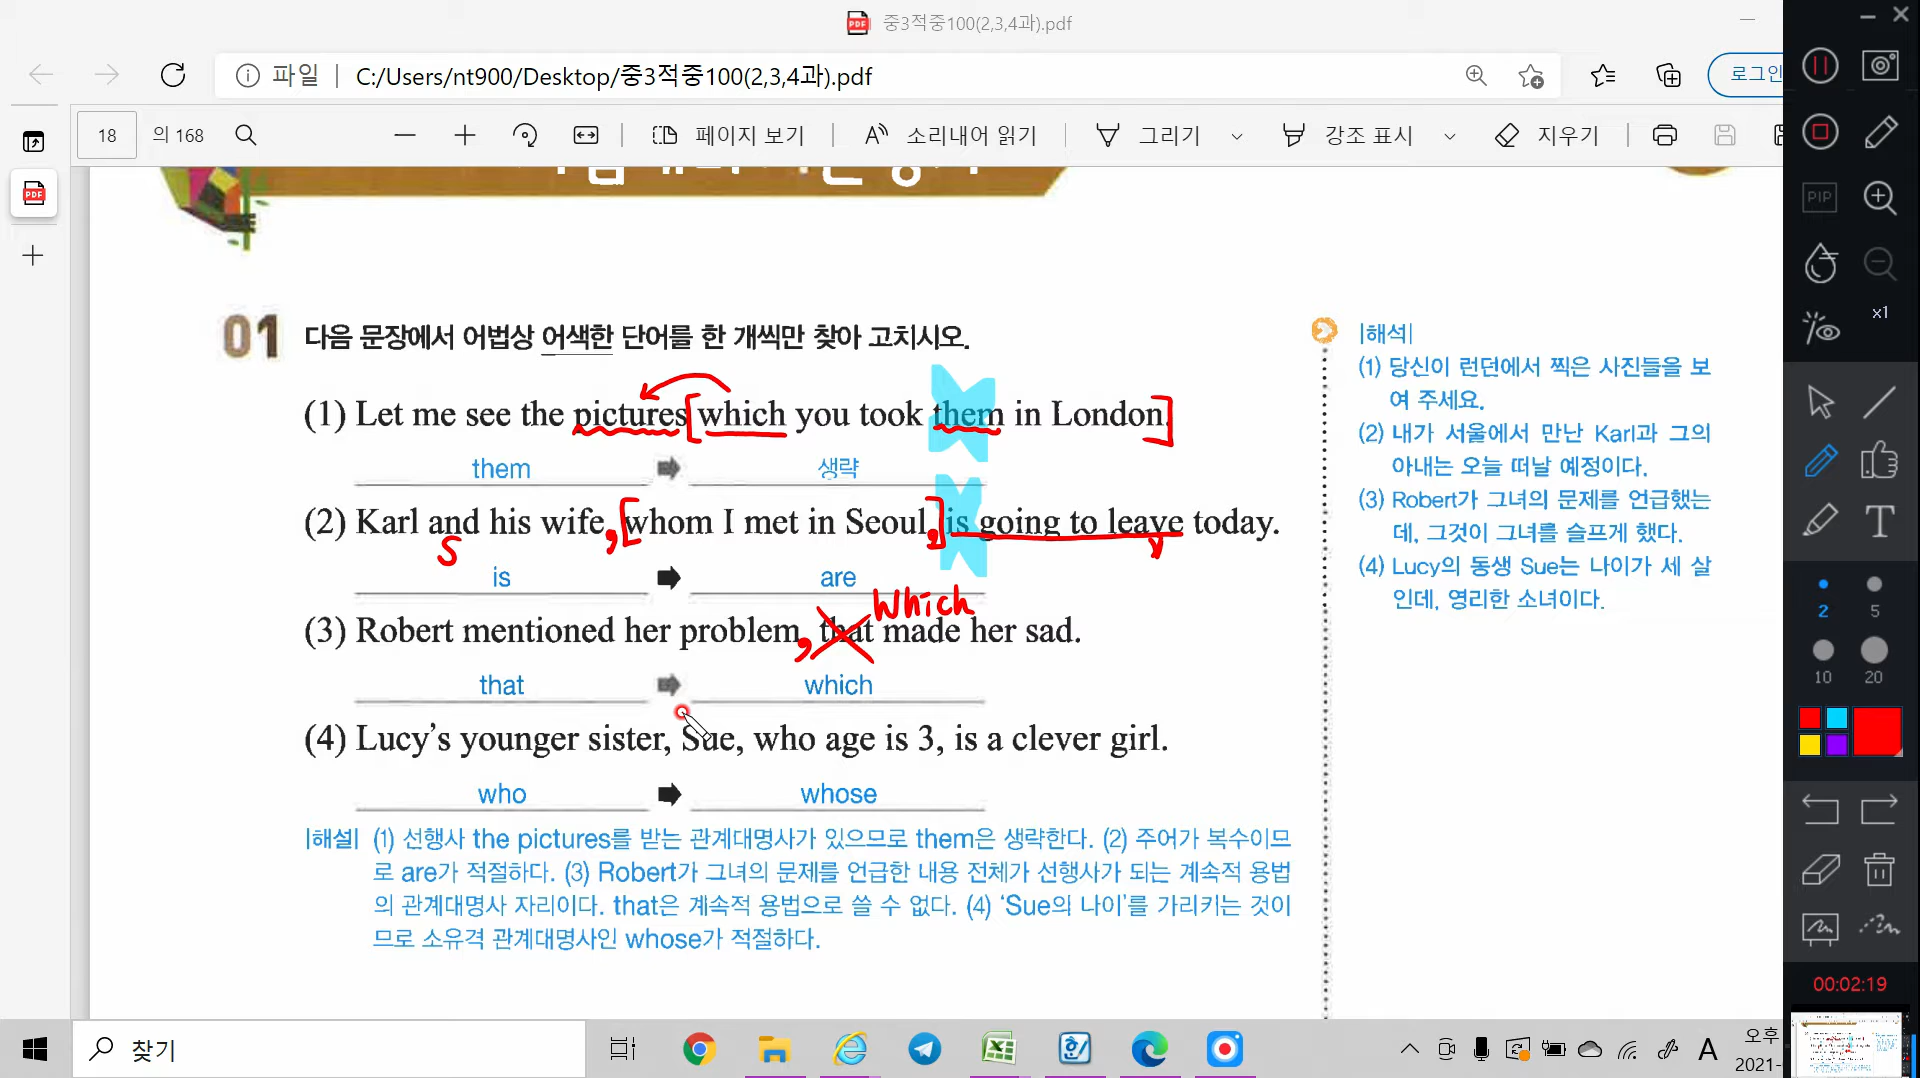 중3적중100(2,3,4과).pdf
파일 | C:/Users/nt900/Desktop/중3적중100(2,3,4과).pdf
로그인
18 의 168
페이지 보기
소리내어 읽기
그리기
강조 표시
지우기
01 다음 문장에서 어법상 어색한 단어를 한 개씩만 찾아 고치시오.
(1) Let me see the pictures [which you took them in London.]
them ➡ 생략
(2) Karl and his wife, [whom I met in Seoul,] is going to leave today.
S
V
is ➡ are
Which
(3) Robert mentioned her problem, that made her sad.
that ➡ which
(4) Lucy’s younger sister, Sue, who age is 3, is a clever girl.
who ➡ whose
|해설| (1) 선행사 the pictures를 받는 관계대명사가 있으므로 them은 생략한다. (2) 주어가 복수이므
로 are가 적절하다. (3) Robert가 그녀의 문제를 언급한 내용 전체가 선행사가 되는 계속적 용법
의 관계대명사 자리이다. that은 계속적 용법으로 쓸 수 없다. (4) ‘Sue의 나이’를 가리키는 것이
므로 소유격 관계대명사인 whose가 적절하다.
|해석|
(1) 당신이 런던에서 찍은 사진들을 보
여 주세요.
(2) 내가 서울에서 만난 Karl과 그의
아내는 오늘 떠날 예정이다.
(3) Robert가 그녀의 문제를 언급했는
데, 그것이 그녀를 슬프게 했다.
(4) Lucy의 동생 Sue는 나이가 세 살
인데, 영리한 소녀이다.
PIP
x1
T
2 5
10 20
00:02:19
찾기
A
오후
2021-